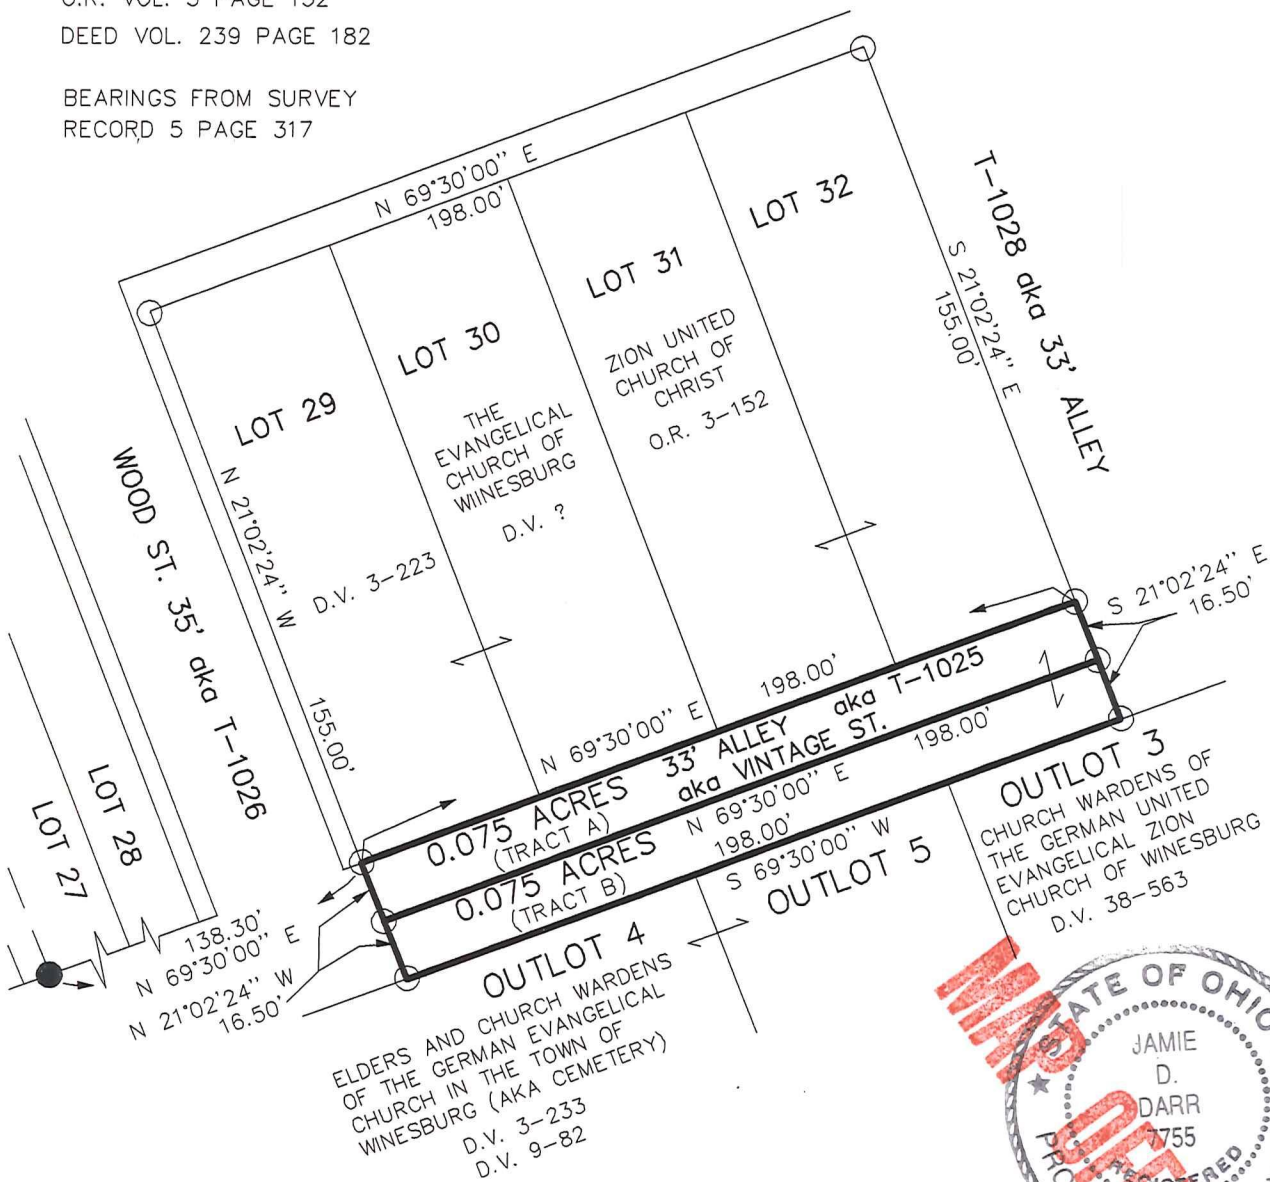 O.R. VOL. 3 PAGE 152
DEED VOL. 239 PAGE 182
BEARINGS FROM SURVEY
RECORD 5 PAGE 317
N 69°30'00" E
198.00'
LOT 29
LOT 30
LOT 31
LOT 32
T-1028 aka 33' ALLEY
S 21°02'24" E
155.00'
ZION UNITED
CHURCH OF
CHRIST
O.R. 3-152
THE
EVANGELICAL
CHURCH OF
WIINESBURG
D.V. ?
N 21°02'24" W
155.00'
D.V. 3-223
WOOD ST. 35' aka T-1026
LOT 27
LOT 28
S 21°02'24" E
16.50'
N 69°30'00" E
198.00'
0.075 ACRES
(TRACT A)
33' ALLEY aka T-1025
aka VINTAGE ST.
N 69°30'00" E
198.00'
198.00'
0.075 ACRES
(TRACT B)
S 69°30'00" W
138.30'
N 69°30'00" E
N 21°02'24" W
16.50'
OUTLOT 3
CHURCH WARDENS OF
THE GERMAN UNITED
EVANGELICAL ZION
CHURCH OF WINESBURG
D.V. 38-563
OUTLOT 5
OUTLOT 4
ELDERS AND CHURCH WARDENS
OF THE GERMAN EVANGELICAL
CHURCH IN THE TOWN OF
WINESBURG (AKA CEMETERY)
D.V. 3-233
D.V. 9-82
MAP
STATE OF OHIO
JAMIE
D.
DARR
7755
REGISTERED